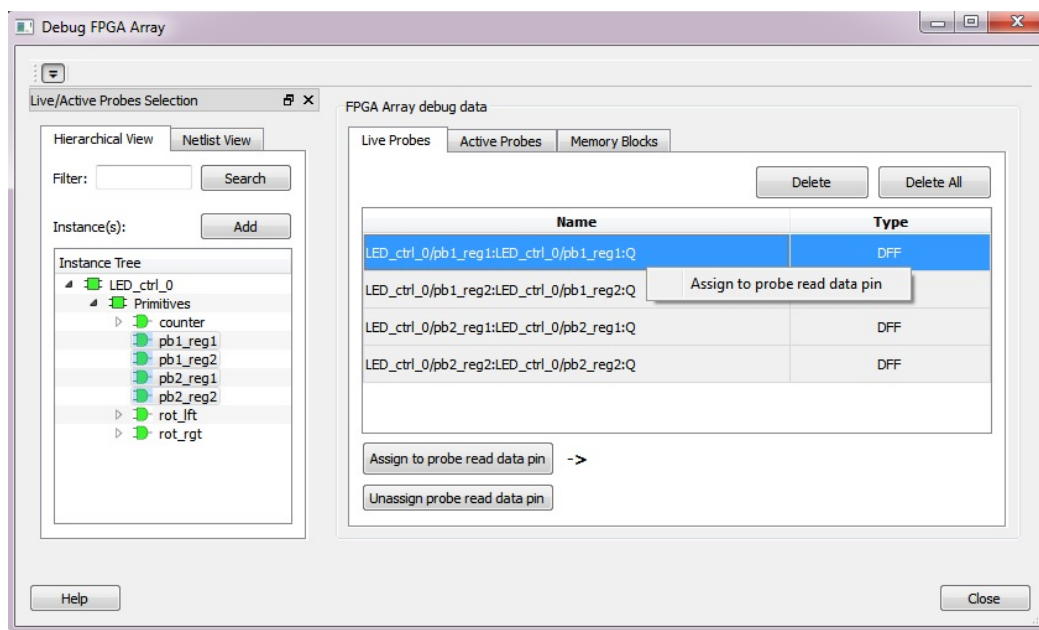 Debug FPGA Array
Live/Active Probes Selection
Hierarchical View Netlist View
Filter: Search
Instance(s): Add
Instance Tree
LED_ctrl_0
Primitives
counter
pb1_reg1
pb1_reg2
pb2_reg1
pb2_reg2
rot_lft
rot_rgt
FPGA Array debug data
Live Probes Active Probes Memory Blocks
Delete Delete All
Name Type
LED_ctrl_0/pb1_reg1:LED_ctrl_0/pb1_reg1:Q DFF
Assign to probe read data pin
LED_ctrl_0/pb1_reg2:LED_ctrl_0/pb1_reg2:Q
LED_ctrl_0/pb2_reg1:LED_ctrl_0/pb2_reg1:Q DFF
LED_ctrl_0/pb2_reg2:LED_ctrl_0/pb2_reg2:Q DFF
Assign to probe read data pin ->
Unassign probe read data pin
Help Close